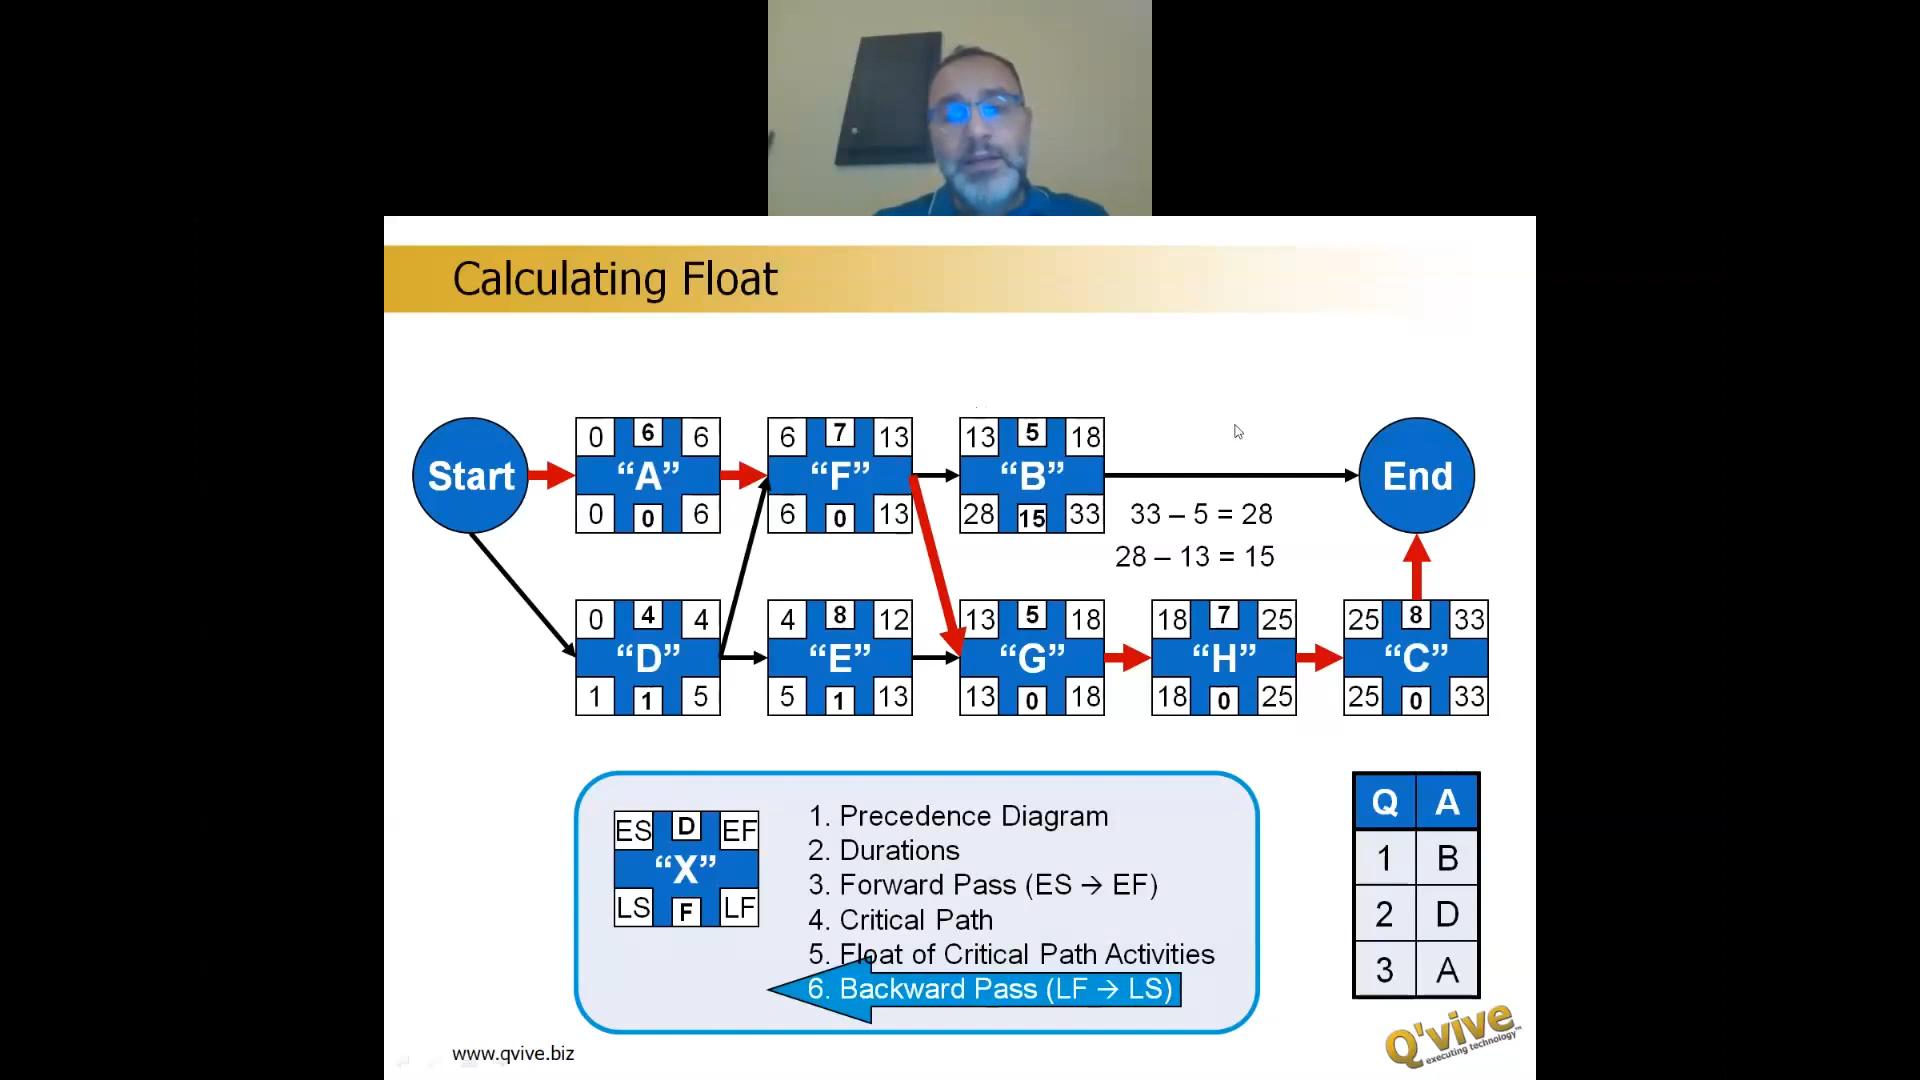 Calculating Float
0 6 6 6 7 13 13 5 18
Start “A” “F” “B” End
0 0 6 6 0 13 28 15 33 33 – 5 = 28
28 – 13 = 15
0 4 4 4 8 12 13 5 18 18 7 25 25 8 33
“D” “E” “G” “H” “C”
1 1 5 5 1 13 13 0 18 18 0 25 25 0 33
ES D EF
“X”
LS F LF
1. Precedence Diagram
2. Durations
3. Forward Pass (ES → EF)
4. Critical Path
5. Float of Critical Path Activities
6. Backward Pass (LF → LS)
Q A
1 B
2 D
3 A
www.qvive.biz
Q'vive™
executing technology